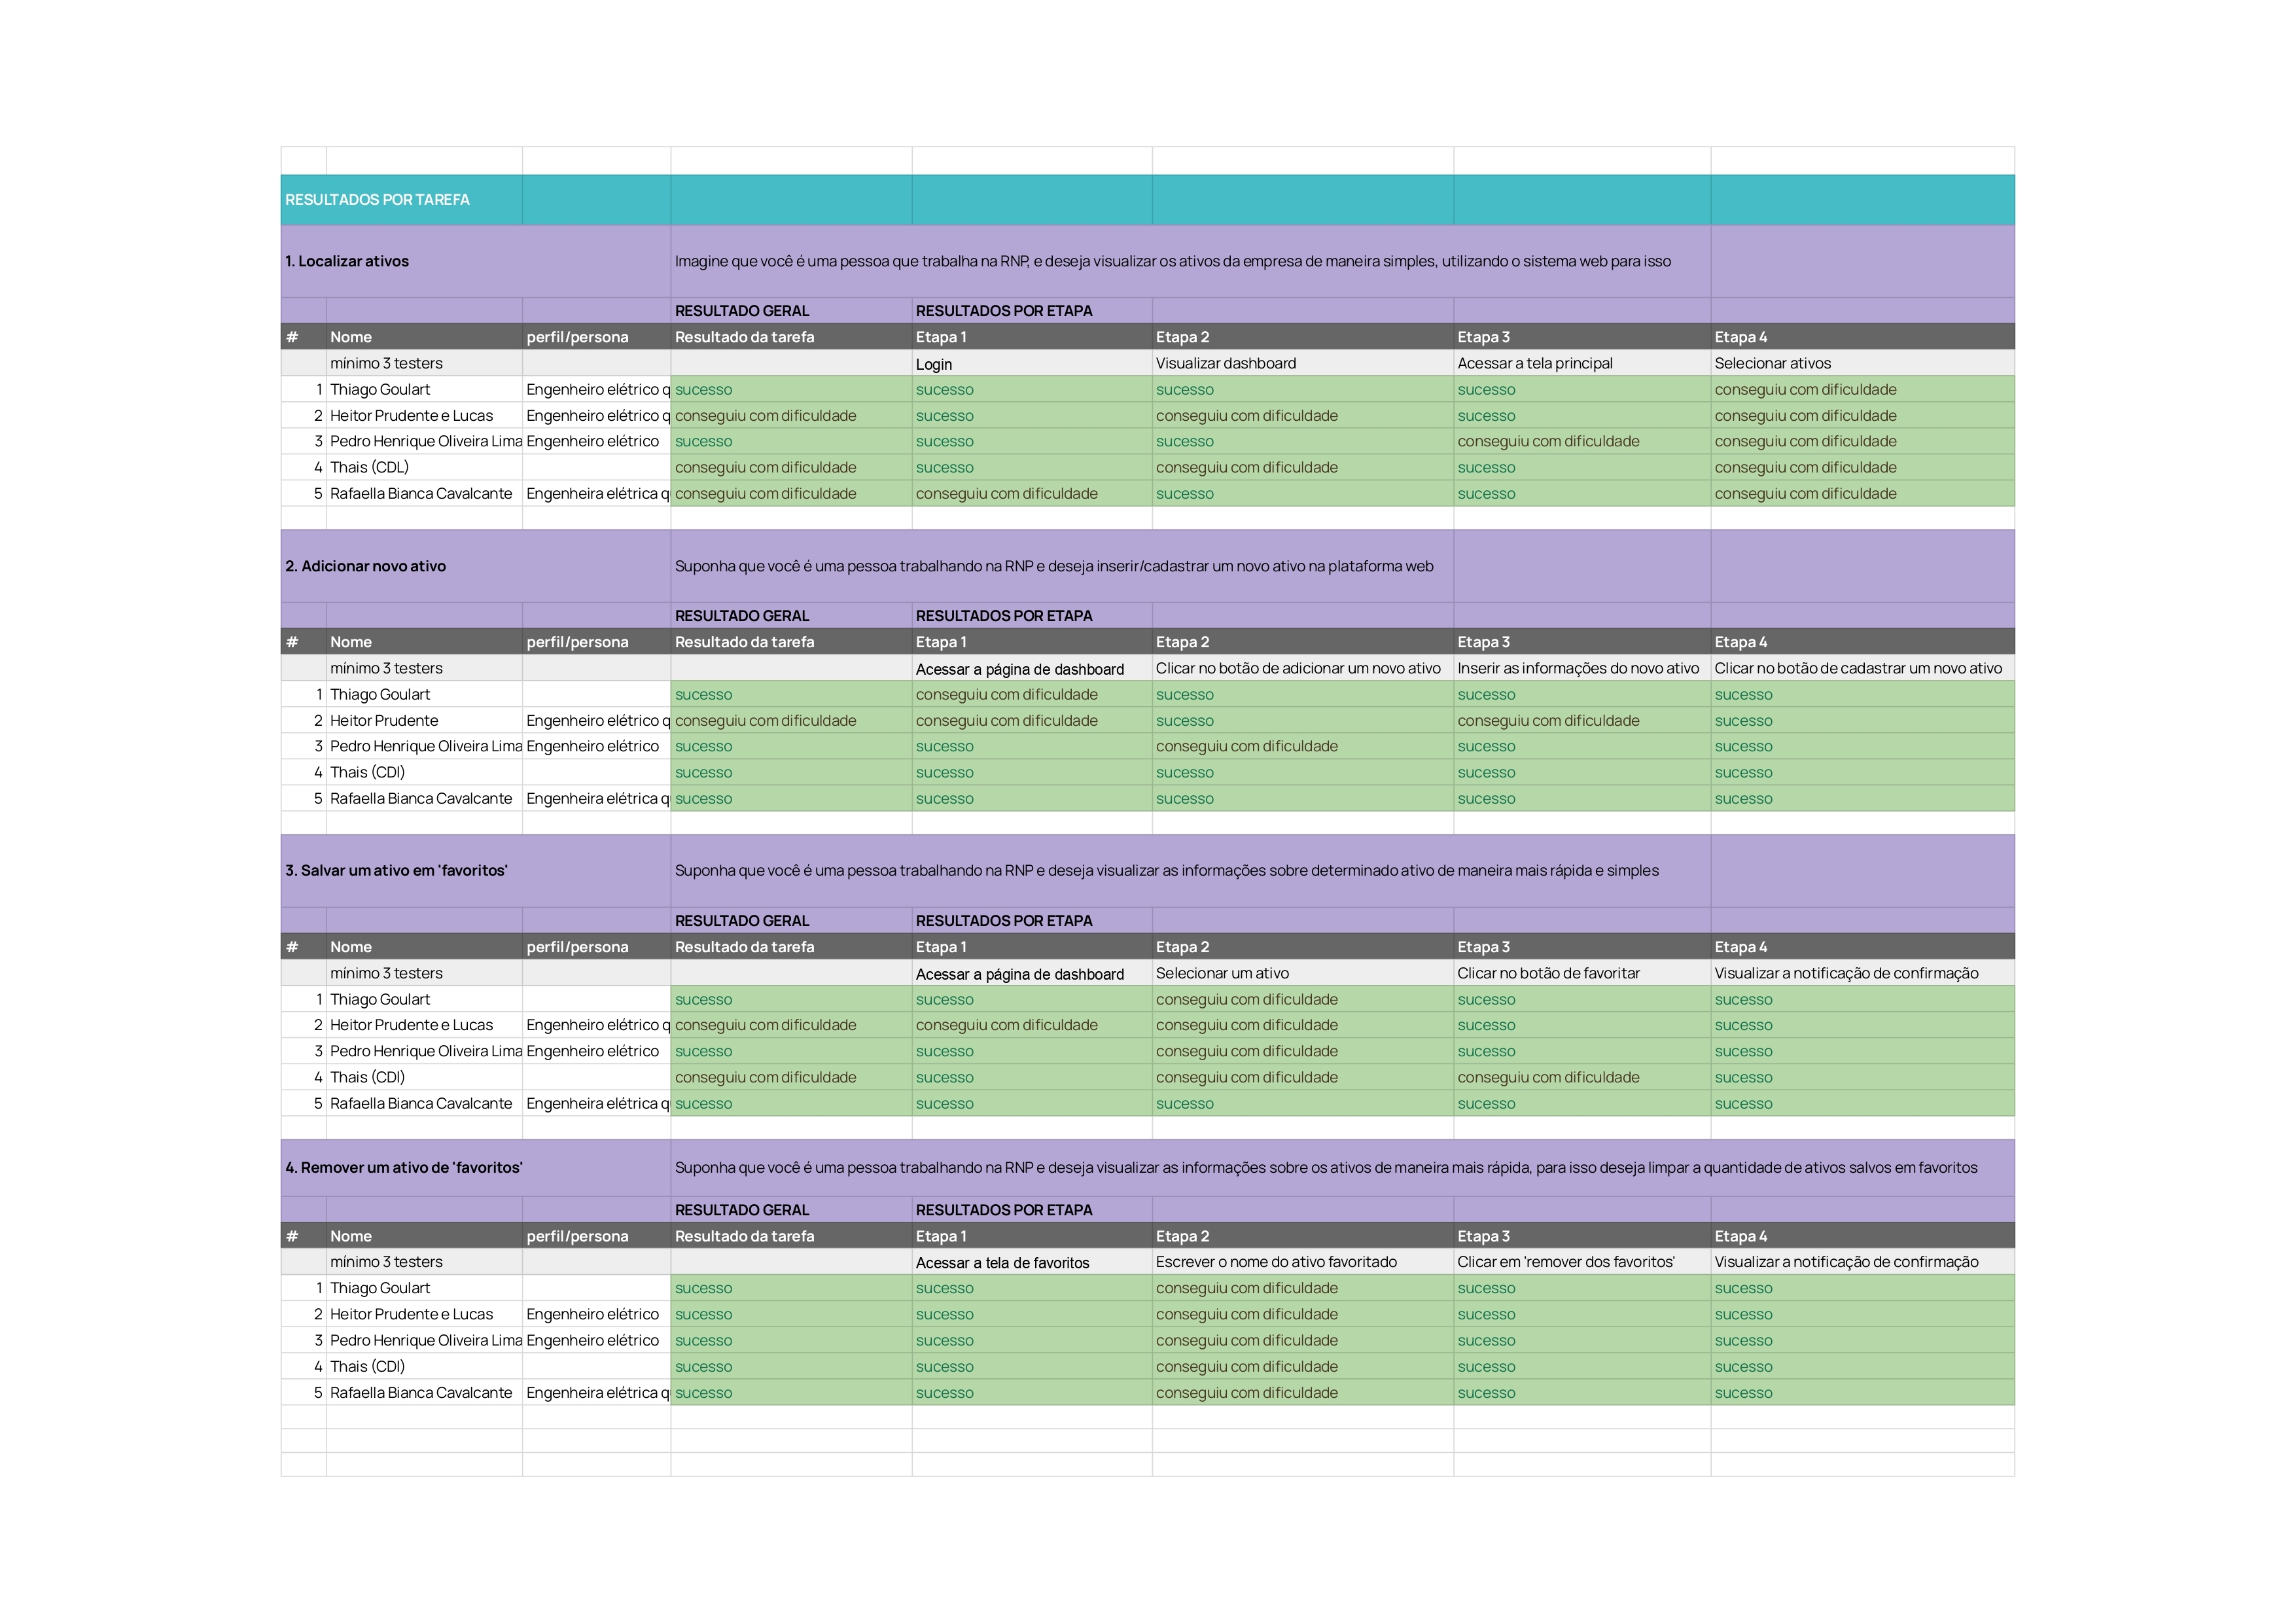 RESULTADOS POR TAREFA
1. Localizar ativos Imagine que você é uma pessoa que trabalha na RNP, e deseja visualizar os ativos da empresa de maneira simples, utilizando o sistema web para isso
RESULTADO GERAL RESULTADOS POR ETAPA
# Nome perfil/persona Resultado da tarefa Etapa 1 Etapa 2 Etapa 3 Etapa 4
mínimo 3 testers Login Visualizar dashboard Acessar a tela principal Selecionar ativos
1 Thiago Goulart Engenheiro elétrico q sucesso sucesso sucesso sucesso conseguiu com dificuldade
2 Heitor Prudente e Lucas Engenheiro elétrico q conseguiu com dificuldade sucesso conseguiu com dificuldade sucesso conseguiu com dificuldade
3 Pedro Henrique Oliveira Lima Engenheiro elétrico sucesso sucesso sucesso conseguiu com dificuldade conseguiu com dificuldade
4 Thais (CDL) conseguiu com dificuldade sucesso conseguiu com dificuldade sucesso conseguiu com dificuldade
5 Rafaella Bianca Cavalcante Engenheira elétrica q conseguiu com dificuldade conseguiu com dificuldade sucesso sucesso conseguiu com dificuldade
2. Adicionar novo ativo Suponha que você é uma pessoa trabalhando na RNP e deseja inserir/cadastrar um novo ativo na plataforma web
RESULTADO GERAL RESULTADOS POR ETAPA
# Nome perfil/persona Resultado da tarefa Etapa 1 Etapa 2 Etapa 3 Etapa 4
mínimo 3 testers Acessar a página de dashboard Clicar no botão de adicionar um novo ativo Inserir as informações do novo ativo Clicar no botão de cadastrar um novo ativo
1 Thiago Goulart sucesso conseguiu com dificuldade sucesso sucesso sucesso
2 Heitor Prudente Engenheiro elétrico q conseguiu com dificuldade conseguiu com dificuldade sucesso conseguiu com dificuldade sucesso
3 Pedro Henrique Oliveira Lima Engenheiro elétrico sucesso sucesso conseguiu com dificuldade sucesso sucesso
4 Thais (CDI) sucesso sucesso sucesso sucesso sucesso
5 Rafaella Bianca Cavalcante Engenheira elétrica q sucesso sucesso sucesso sucesso sucesso
3. Salvar um ativo em 'favoritos' Suponha que você é uma pessoa trabalhando na RNP e deseja visualizar as informações sobre determinado ativo de maneira mais rápida e simples
RESULTADO GERAL RESULTADOS POR ETAPA
# Nome perfil/persona Resultado da tarefa Etapa 1 Etapa 2 Etapa 3 Etapa 4
mínimo 3 testers Acessar a página de dashboard Selecionar um ativo Clicar no botão de favoritar Visualizar a notificação de confirmação
1 Thiago Goulart sucesso sucesso conseguiu com dificuldade sucesso sucesso
2 Heitor Prudente e Lucas Engenheiro elétrico q conseguiu com dificuldade conseguiu com dificuldade conseguiu com dificuldade sucesso sucesso
3 Pedro Henrique Oliveira Lima Engenheiro elétrico sucesso sucesso conseguiu com dificuldade sucesso sucesso
4 Thais (CDI) conseguiu com dificuldade sucesso conseguiu com dificuldade conseguiu com dificuldade sucesso
5 Rafaella Bianca Cavalcante Engenheira elétrica q sucesso sucesso sucesso sucesso sucesso
4. Remover um ativo de 'favoritos' Suponha que você é uma pessoa trabalhando na RNP e deseja visualizar as informações sobre os ativos de maneira mais rápida, para isso deseja limpar a quantidade de ativos salvos em favoritos
RESULTADO GERAL RESULTADOS POR ETAPA
# Nome perfil/persona Resultado da tarefa Etapa 1 Etapa 2 Etapa 3 Etapa 4
mínimo 3 testers Acessar a tela de favoritos Escrever o nome do ativo favoritado Clicar em 'remover dos favoritos' Visualizar a notificação de confirmação
1 Thiago Goulart sucesso sucesso conseguiu com dificuldade sucesso sucesso
2 Heitor Prudente e Lucas Engenheiro elétrico sucesso sucesso conseguiu com dificuldade sucesso sucesso
3 Pedro Henrique Oliveira Lima Engenheiro elétrico sucesso sucesso conseguiu com dificuldade sucesso sucesso
4 Thais (CDI) sucesso sucesso conseguiu com dificuldade sucesso sucesso
5 Rafaella Bianca Cavalcante Engenheira elétrica q sucesso sucesso conseguiu com dificuldade sucesso sucesso